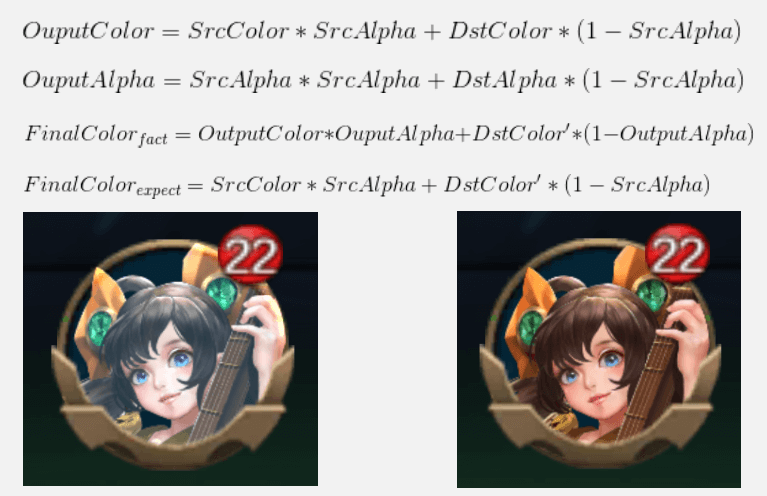 OuputColor = SrcColor * SrcAlpha + DstColor * (1 − SrcAlpha)
OuputAlpha = SrcAlpha * SrcAlpha + DstAlpha * (1 − SrcAlpha)
FinalColor_fact = OutputColor*OuputAlpha+DstColor′*(1−OutputAlpha)
FinalColor_expect = SrcColor * SrcAlpha + DstColor′ * (1 − SrcAlpha)
22 22